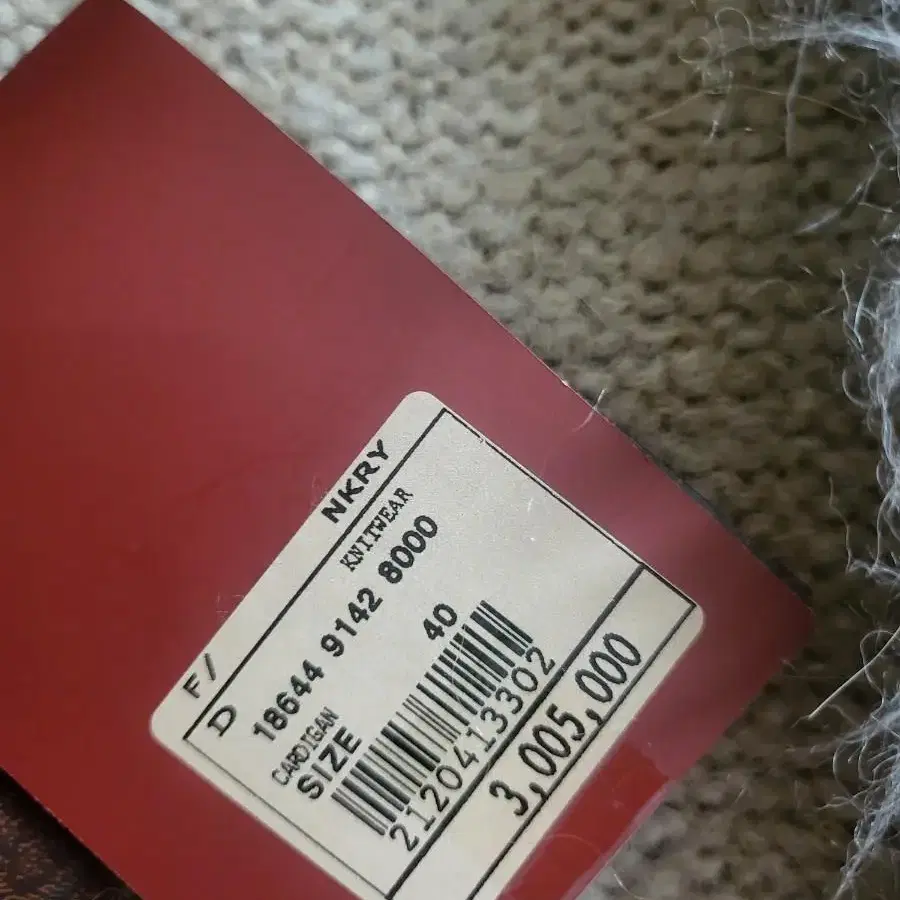 F/ NKRY
D KNITWEAR
18644 9142 8000
CARDIGAN
SIZE 40
2120413302
3,005,000